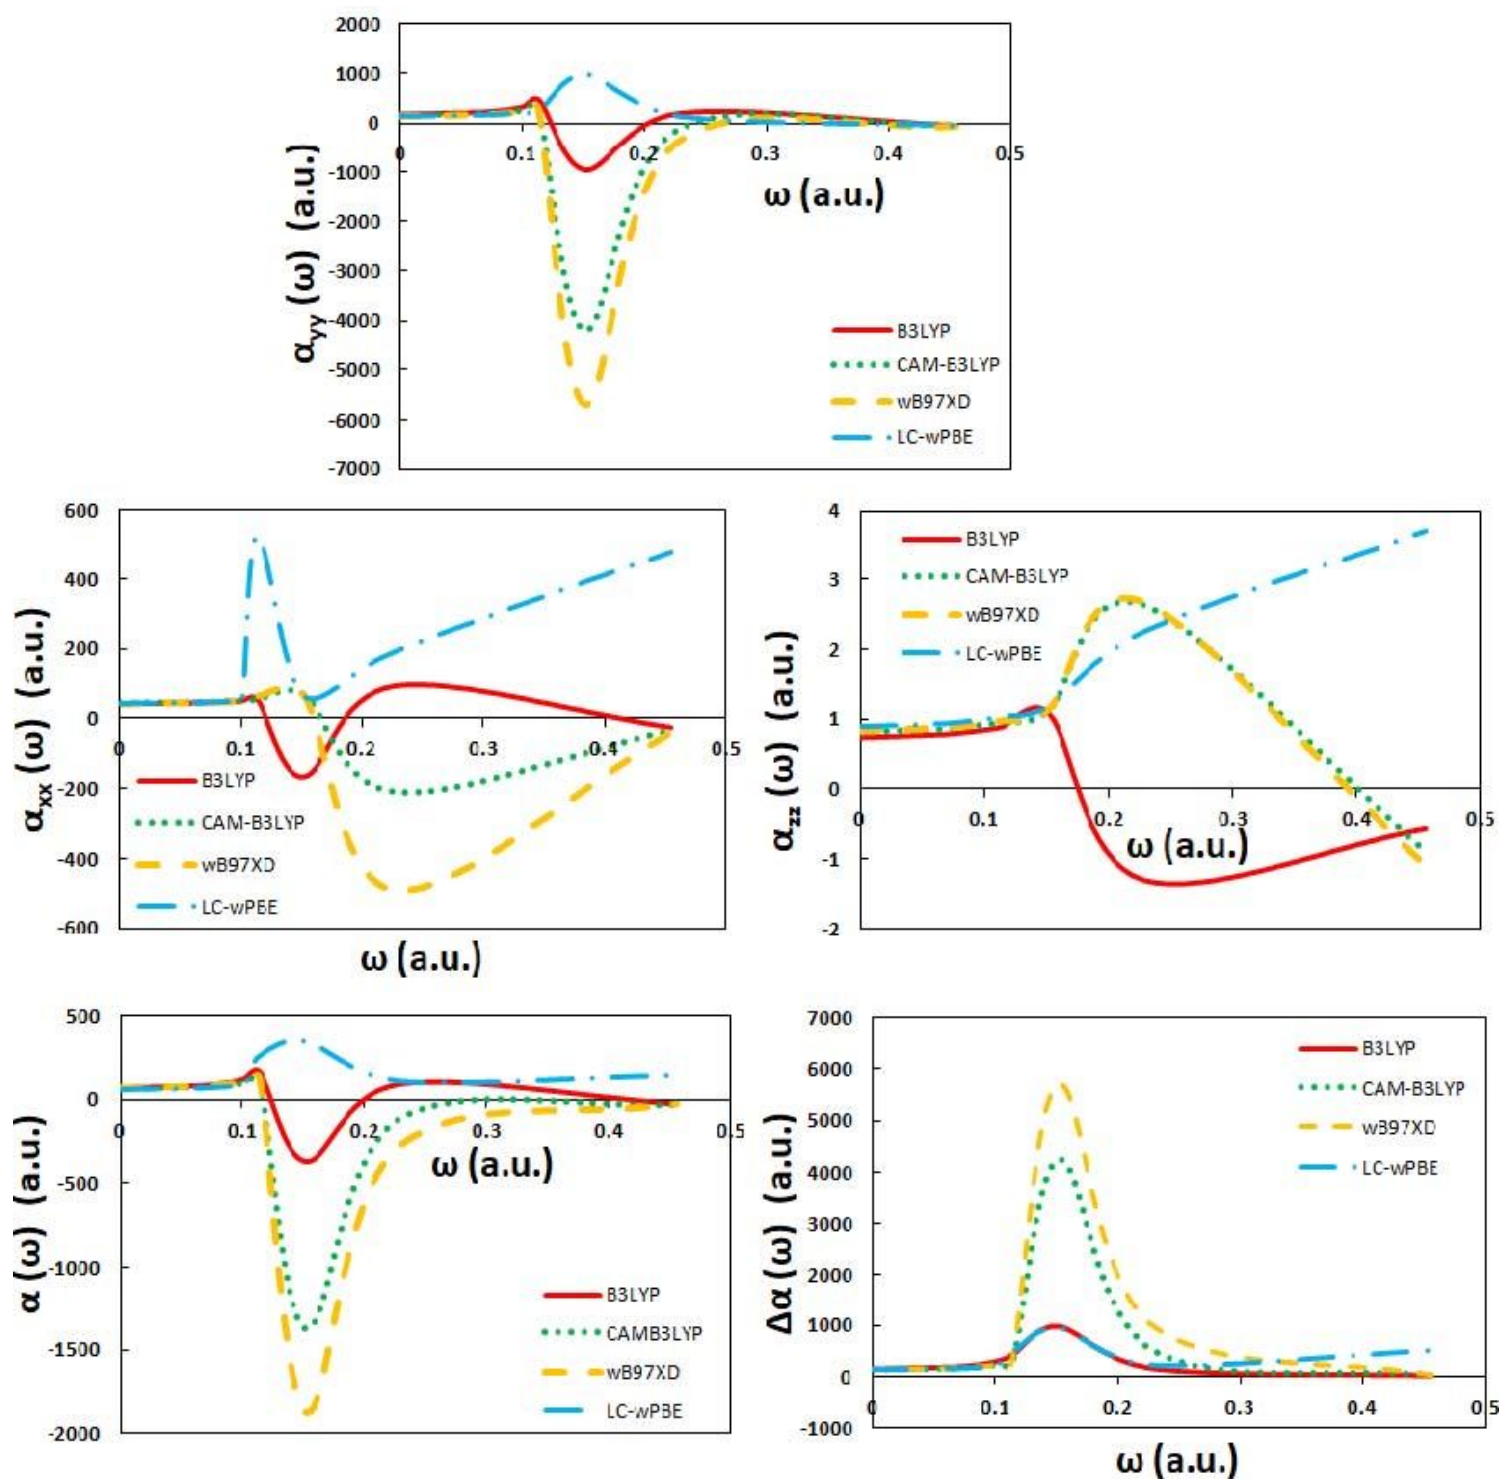 2000
1000
0
-1000
-2000
-3000
-4000
-5000
-6000
-7000
0 0.1 0.2 0.3 0.4 0.5
ω (a.u.)
αyy (ω) (a.u.)
B3LYP
CAM-B3LYP
wB97XD
LC-wPBE
600
400
200
0
-200
-400
-600
0 0.1 0.2 0.3 0.4 0.5
αxx (ω) (a.u.)
B3LYP
CAM-B3LYP
wB97XD
LC-wPBE
ω (a.u.)
4
3
2
1
0
-1
-2
0 0.1 0.2 0.3 0.4 0.5
αzz (ω) (a.u.)
B3LYP
CAM-B3LYP
wB97XD
LC-wPBE
ω (a.u.)
500
0
-500
-1000
-1500
-2000
0 0.1 0.2 0.3 0.4 0.5
ω (a.u.)
α (ω) (a.u.)
B3LYP
CAMB3LYP
wB97XD
LC-wPBE
7000
6000
5000
4000
3000
2000
1000
0
-1000
0 0.1 0.2 0.3 0.4 0.5
Δα (ω) (a.u.)
B3LYP
CAM-B3LYP
wB97XD
LC-wPBE
ω (a.u.)